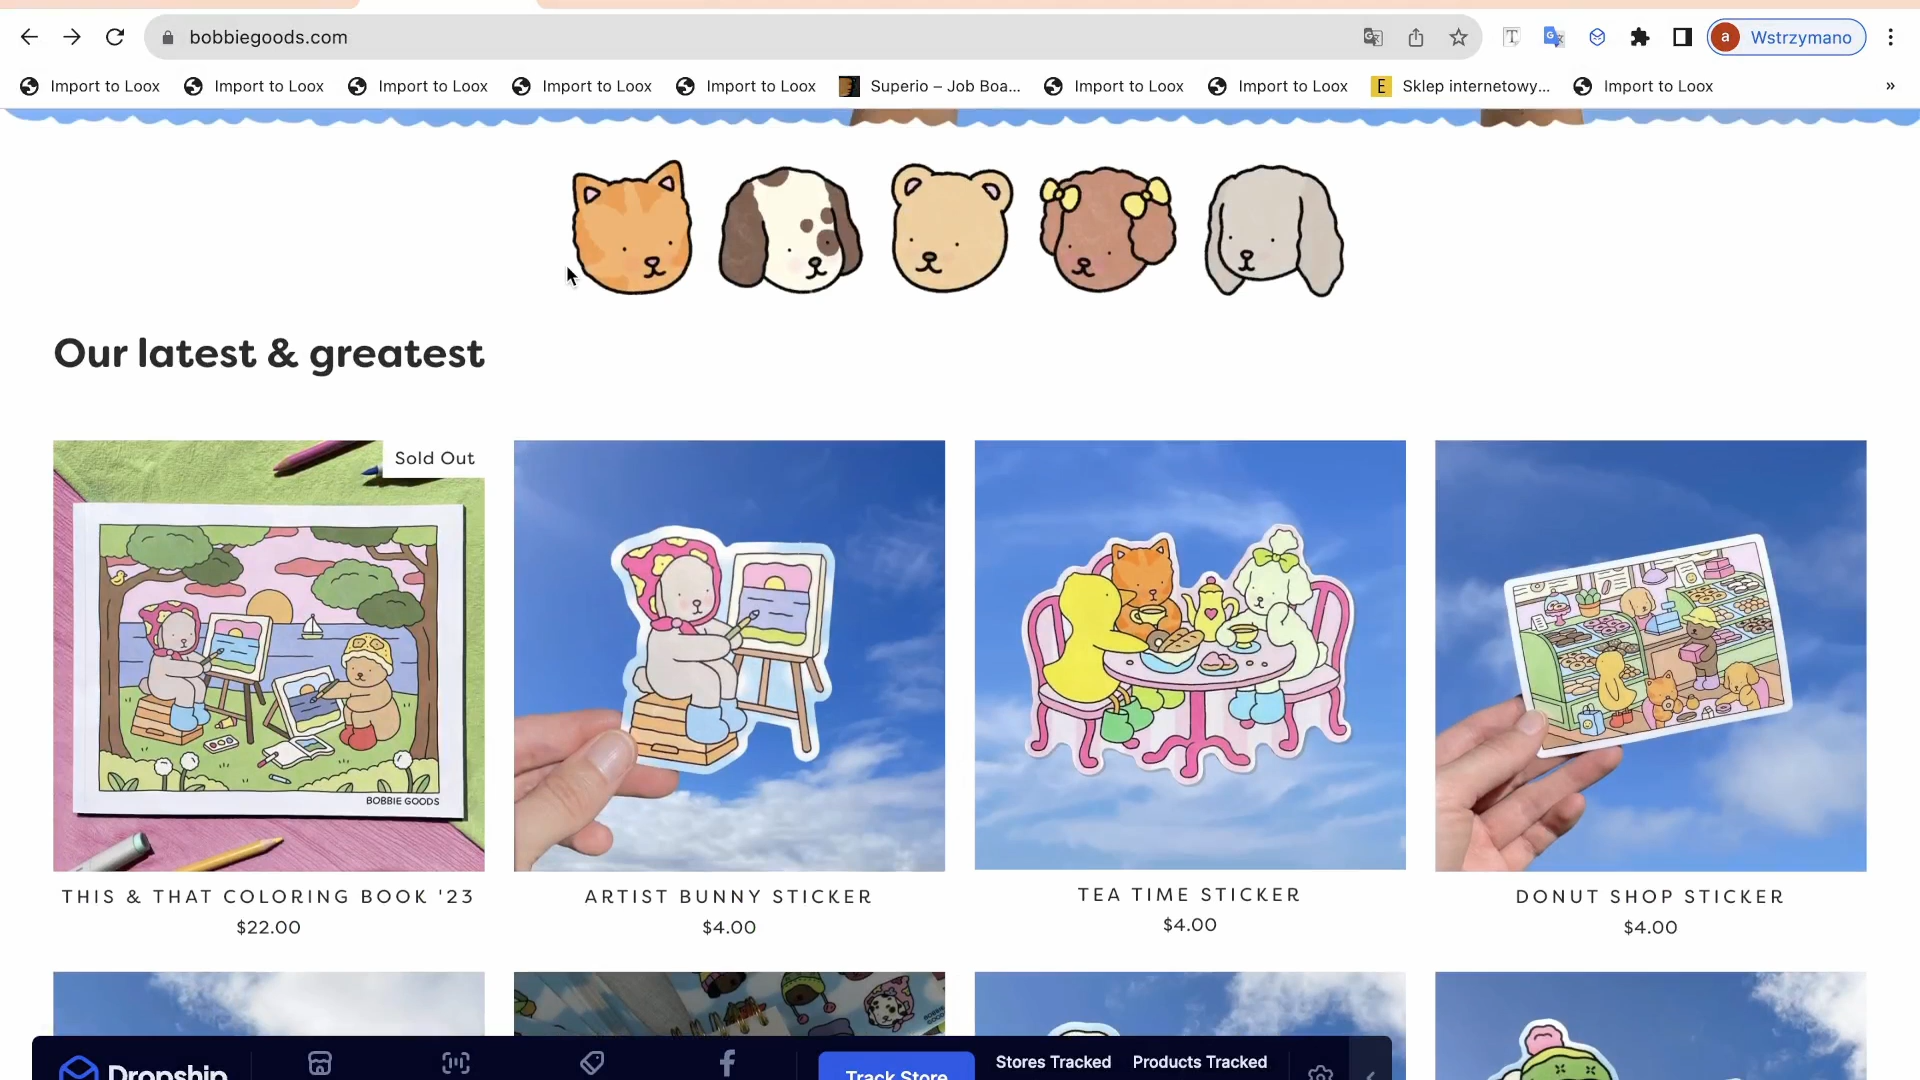 bobbiegoods.com
a Wstrzymano
Import to Loox Import to Loox Import to Loox Import to Loox Import to Loox Superio – Job Boa... Import to Loox Import to Loox E Sklep internetowy... Import to Loox »
Our latest & greatest
Sold Out
BOBBIE GOODS
THIS & THAT COLORING BOOK '23
$22.00
ARTIST BUNNY STICKER
$4.00
TEA TIME STICKER
$4.00
DONUT SHOP STICKER
$4.00
Dropship
Track Store
Stores Tracked
Products Tracked